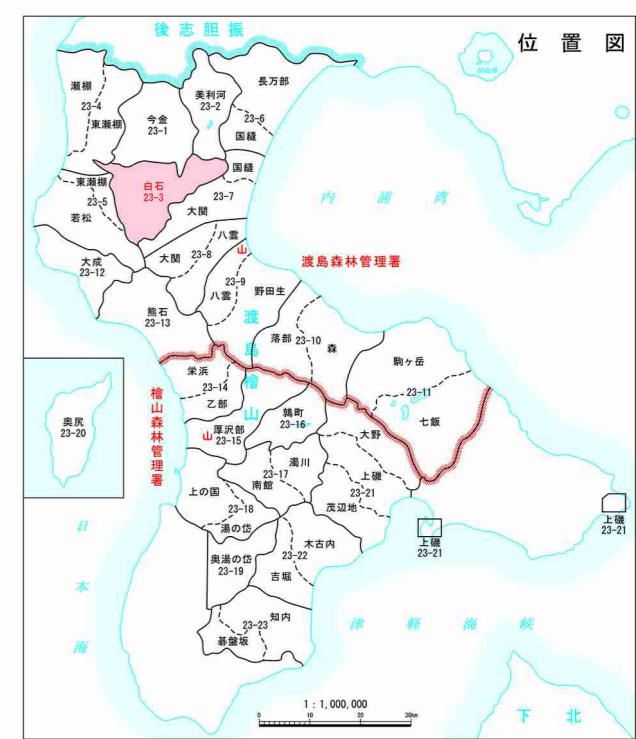 位置図
後志胆振
瀬棚
23-4
東瀬棚
今金
23-1
美利河
23-2
長万部
23-6
国縫
東瀬棚
23-5
若松
白石
23-3
国縫
23-7
大関
内浦湾
大成
23-12
大関
23-8
八雲
山
渡島森林管理署
23-9
八雲
野田生
熊石
23-13
渡島檜山
落部
23-10
森
駒ヶ岳
栄浜
23-14
乙部
23-11
七飯
檜山森林管理署
奥尻
23-20
鶉町
23-16
山
厚沢部
23-15
大野
濁川
23-17
南館
上磯
23-21
茂辺地
上の国
23-18
湯の岱
上磯
23-21
上磯
23-21
木古内
23-22
吉堀
奥湯の岱
23-19
日本海
知内
23-23
碁盤坂
津軽海峡
1:1,000,000
0 10 20 30km
下北